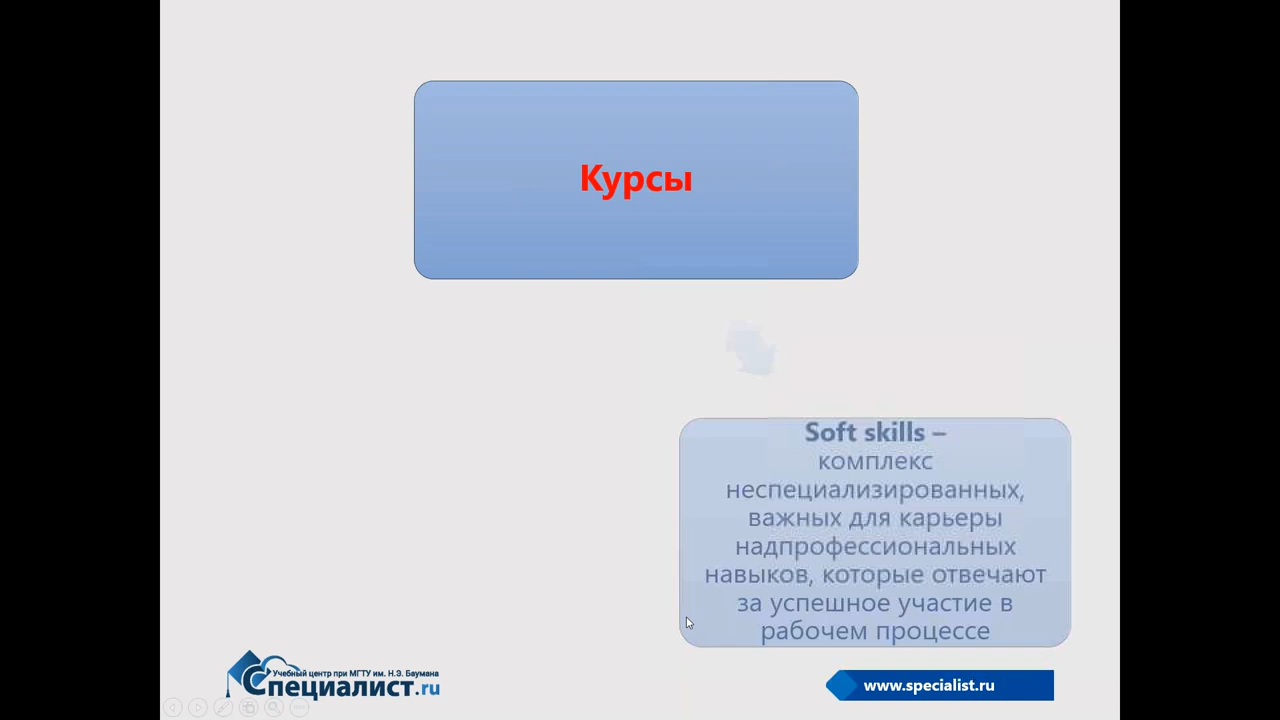 Курсы
Soft skills –
комплекс
неспециализированных,
важных для карьеры
надпрофессиональных
навыков, которые отвечают
за успешное участие в
рабочем процессе
Учебный центр при МГТУ им. Н.Э. Баумана
Специалист.ru
www.specialist.ru